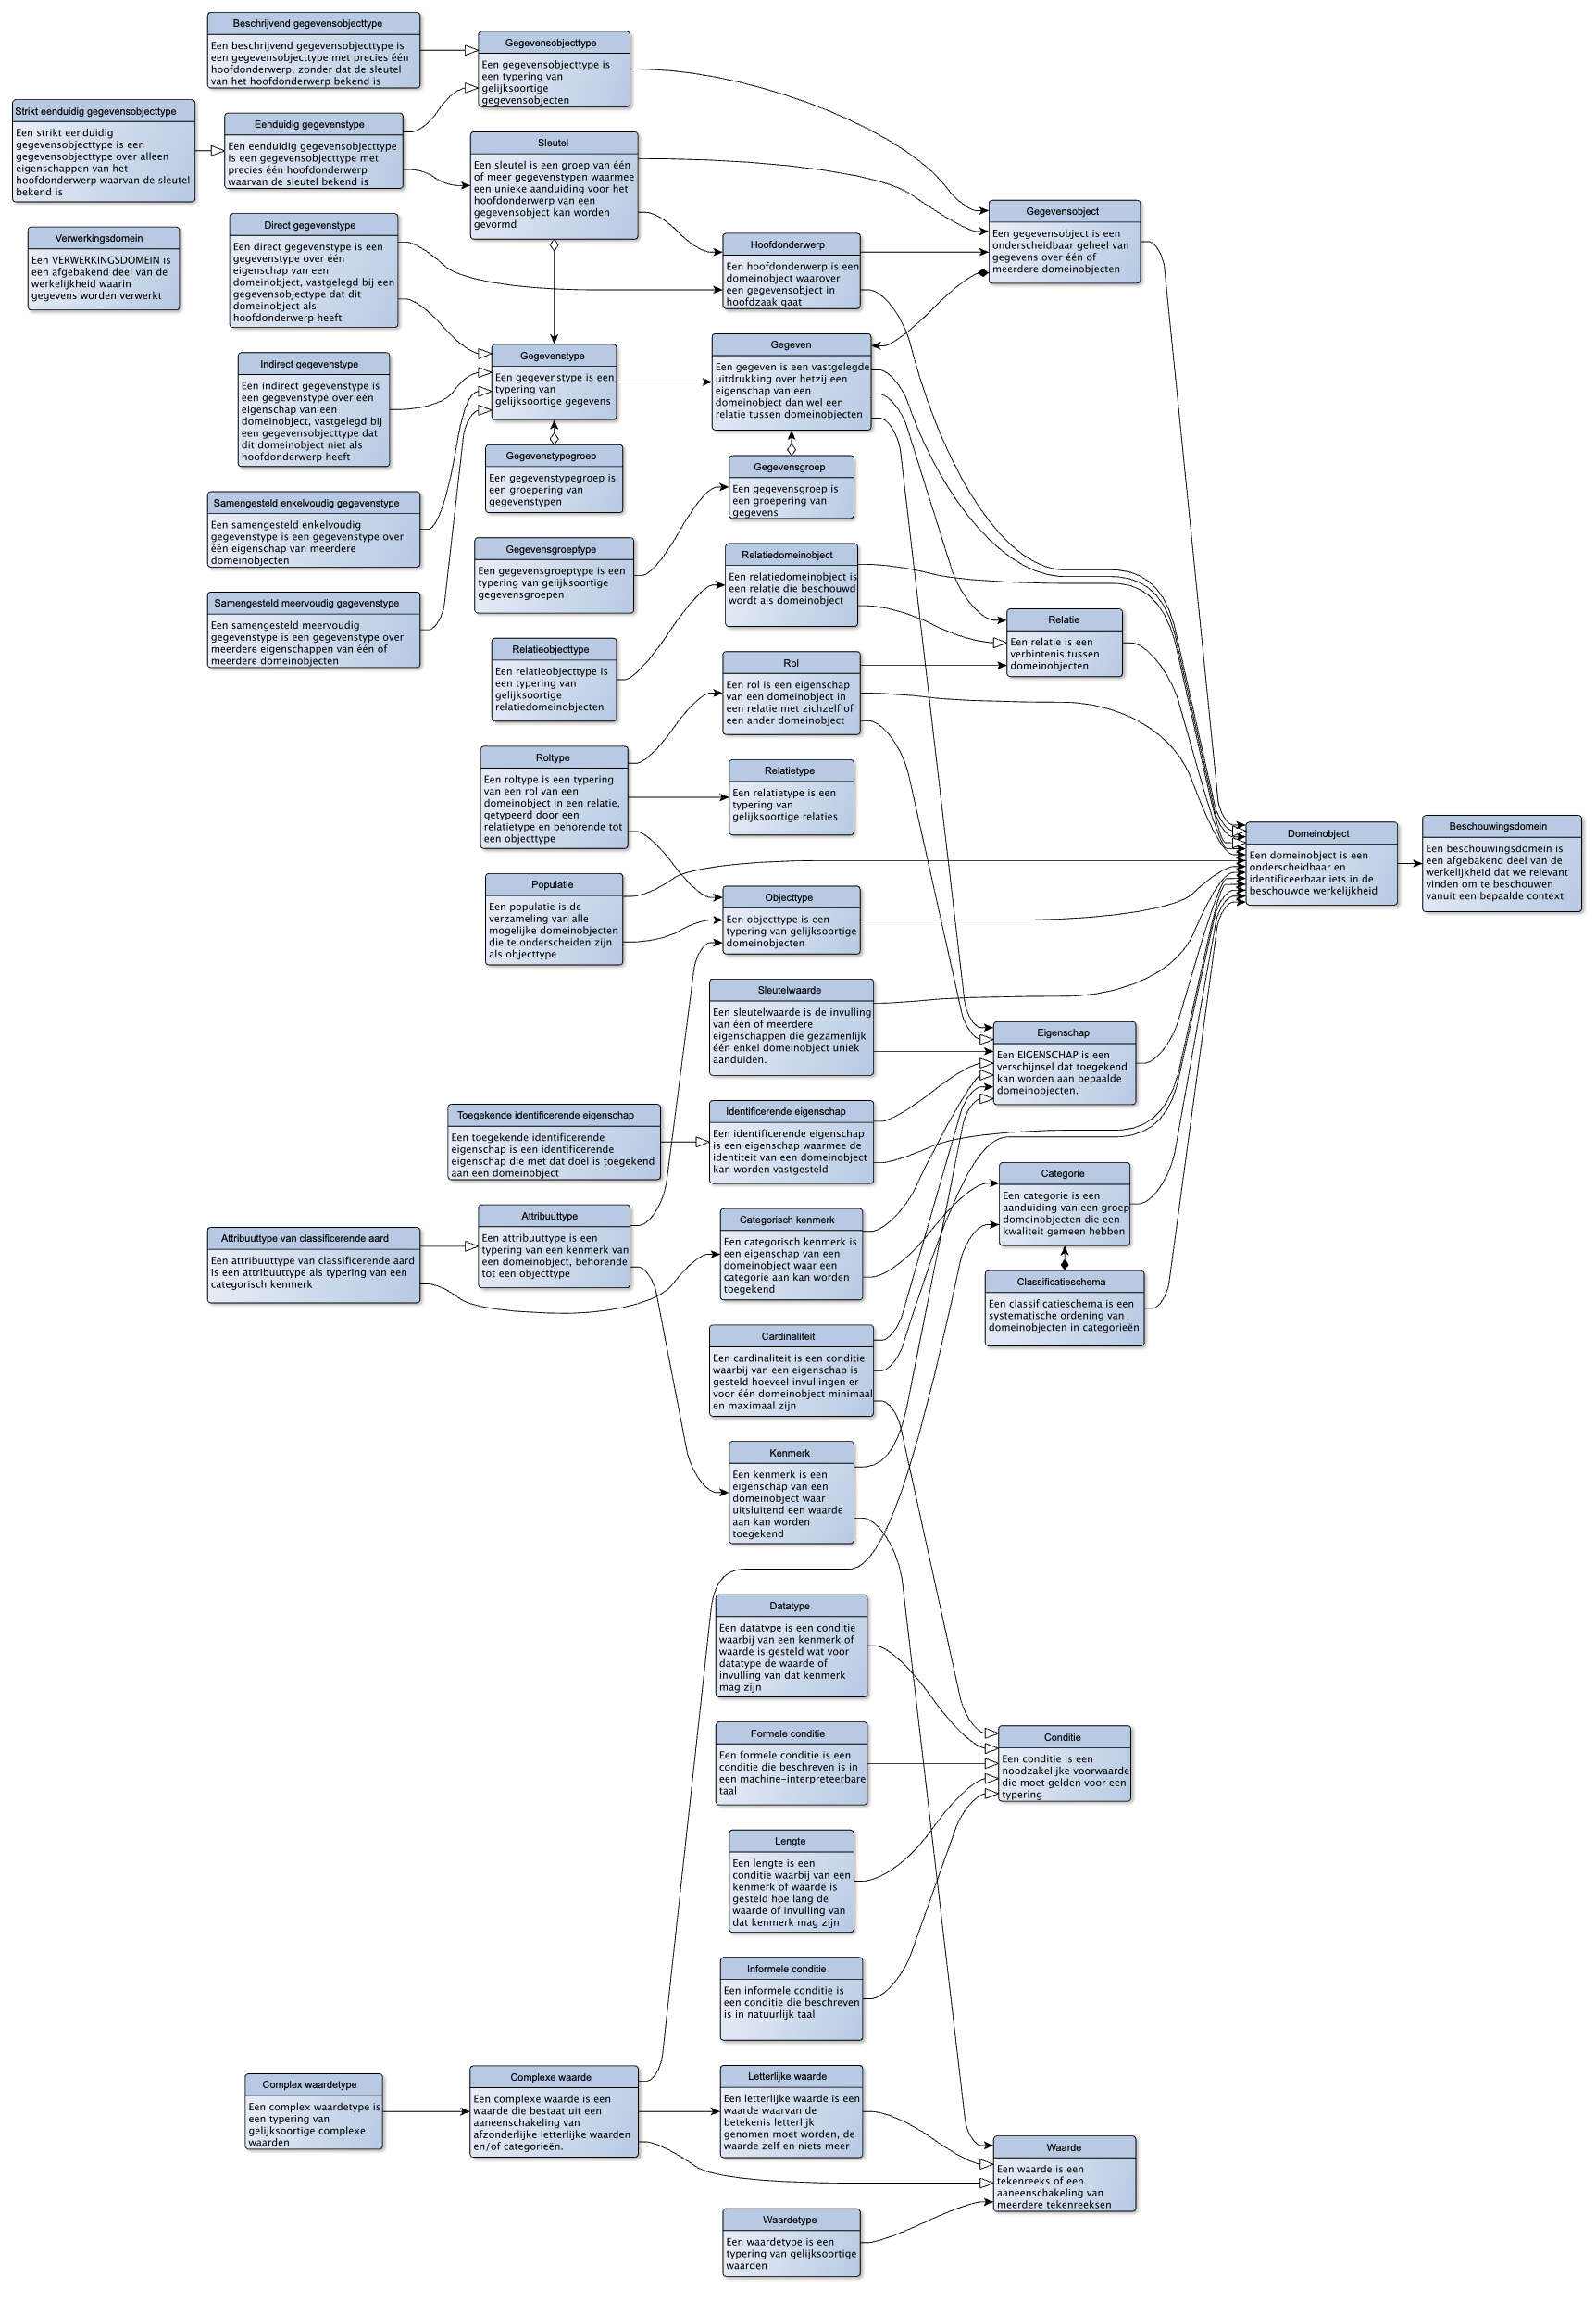 Beschrijvend gegevensobjecttype
Een beschrijvend gegevensobjecttype is
een gegevensobjecttype met precies één
hoofdonderwerp, zonder dat de sleutel
van het hoofdonderwerp bekend is
Gegevensobjecttype
Een gegevensobjecttype is
een typering van
gelijksoortige
gegevensobjecten
Strikt eenduidig gegevensobjecttype
Een strikt eenduidig
gegevensobjecttype is een
gegevensobjecttype over alleen
eigenschappen van het
hoofdonderwerp waarvan de sleutel
bekend is
Eenduidig gegevenstype
Een eenduidig gegevensobjecttype
is een gegevensobjecttype met
precies één hoofdonderwerp
waarvan de sleutel bekend is
Sleutel
Een sleutel is een groep van één
of meer gegevenstypen waarmee
een unieke aanduiding voor het
hoofdonderwerp van een
gegevensobject kan worden
gevormd
Gegevensobject
Een gegevensobject is een
onderscheidbaar geheel van
gegevens over één of
meerdere domeinobjecten
Verwerkingsdomein
Een VERWERKINGSDOMEIN is
een afgebakend deel van de
werkelijkheid waarin
gegevens worden verwerkt
Direct gegevenstype
Een direct gegevenstype is een
gegevenstype over één
eigenschap van een
domeinobject, vastgelegd bij een
gegevensobjectype dat dit
domeinobject als
hoofdonderwerp heeft
Hoofdonderwerp
Een hoofdonderwerp is een
domeinobject waarover
een gegevensobject in
hoofdzaak gaat
Indirect gegevenstype
Een indirect gegevenstype is
een gegevenstype over één
eigenschap van een
domeinobject, vastgelegd bij
een gegevensobjecttype dat
dit domeinobject niet als
hoofdonderwerp heeft
Gegevenstype
Een gegevenstype is een
typering van
gelijksoortige gegevens
Gegeven
Een gegeven is een vastgelegde
uitdrukking over hetzij een
eigenschap van een
domeinobject dan wel een
relatie tussen domeinobjecten
Gegevenstypegroep
Een gegevenstypegroep is
een groepering van
gegevenstypen
Gegevensgroep
Een gegevensgroep is
een groepering van
gegevens
Samengesteld enkelvoudig gegevenstype
Een samengesteld enkelvoudig
gegevenstype is een gegevenstype over
één eigenschap van meerdere
domeinobjecten
Gegevensgroeptype
Een gegevensgroeptype is een
typering van gelijksoortige
gegevensgroepen
Relatiedomeinobject
Een relatiedomeinobject is
een relatie die beschouwd
wordt als domeinobject
Samengesteld meervoudig gegevenstype
Een samengesteld meervoudig
gegevenstype is een gegevenstype over
meerdere eigenschappen van één of
meerdere domeinobjecten
Relatie
Een relatie is een
verbintenis tussen
domeinobjecten
Relatieobjecttype
Een relatieobjecttype is
een typering van
gelijksoortige
relatiedomeinobjecten
Rol
Een rol is een eigenschap
van een domeinobject in
een relatie met zichzelf of
een ander domeinobject
Roltype
Een roltype is een typering
van een rol van een
domeinobject in een relatie,
getypeerd door een
relatietype en behorende tot
een objecttype
Relatietype
Een relatietype is een
typering van
gelijksoortige relaties
Domeinobject
Een domeinobject is een
onderscheidbaar en
identificeerbaar iets in de
beschouwde werkelijkheid
Beschouwingsdomein
Een beschouwingsdomein is
een afgebakend deel van de
werkelijkheid dat we relevant
vinden om te beschouwen
vanuit een bepaalde context
Populatie
Een populatie is de
verzameling van alle
mogelijke domeinobjecten
die te onderscheiden zijn
als objecttype
Objecttype
Een objecttype is een
typering van gelijksoortige
domeinobjecten
Sleutelwaarde
Een sleutelwaarde is de invulling
van één of meerdere
eigenschappen die gezamenlijk
één enkel domeinobject uniek
aanduiden.
Eigenschap
Een EIGENSCHAP is een
verschijnsel dat toegekend
kan worden aan bepaalde
domeinobjecten.
Toegekende identificerende eigenschap
Een toegekende identificerende
eigenschap is een identificerende
eigenschap die met dat doel is toegekend
aan een domeinobject
Identificerende eigenschap
Een identificerende eigenschap
is een eigenschap waarmee de
identiteit van een domeinobject
kan worden vastgesteld
Categorie
Een categorie is een
aanduiding van een groep
domeinobjecten die een
kwaliteit gemeen hebben
Attribuuttype van classificerende aard
Een attribuuttype van classificerende aard
is een attribuuttype als typering van een
categorisch kenmerk
Attribuuttype
Een attribuuttype is een
typering van een kenmerk van
een domeinobject, behorende
tot een objecttype
Categorisch kenmerk
Een categorisch kenmerk is
een eigenschap van een
domeinobject waar een
categorie aan kan worden
toegekend
Classificatieschema
Een classificatieschema is een
systematische ordening van
domeinobjecten in categorieën
Cardinaliteit
Een cardinaliteit is een conditie
waarbij van een eigenschap is
gesteld hoeveel invullingen er
voor één domeinobject minimaal
en maximaal zijn
Kenmerk
Een kenmerk is een
eigenschap van een
domeinobject waar
uitsluitend een waarde
aan kan worden
toegekend
Datatype
Een datatype is een conditie
waarbij van een kenmerk of
waarde is gesteld wat voor
datatype de waarde of
invulling van dat kenmerk
mag zijn
Formele conditie
Een formele conditie is een
conditie die beschreven is in
een machine-interpreteerbare
taal
Conditie
Een conditie is een
noodzakelijke voorwaarde
die moet gelden voor een
typering
Lengte
Een lengte is een
conditie waarbij van een
kenmerk of waarde is
gesteld hoe lang de
waarde of invulling van
dat kenmerk mag zijn
Informele conditie
Een informele conditie is
een conditie die beschreven
is in natuurlijk taal
Complex waardetype
Een complex waardetype is
een typering van
gelijksoortige complexe
waarden
Complexe waarde
Een complexe waarde is een
waarde die bestaat uit een
aaneenschakeling van
afzonderlijke letterlijke waarden
en/of categorieën.
Letterlijke waarde
Een letterlijke waarde is een
waarde waarvan de
betekenis letterlijk
genomen moet worden, de
waarde zelf en niets meer
Waarde
Een waarde is een
tekenreeks of een
aaneenschakeling van
meerdere tekenreeksen
Waardetype
Een waardetype is een
typering van gelijksoortige
waarden